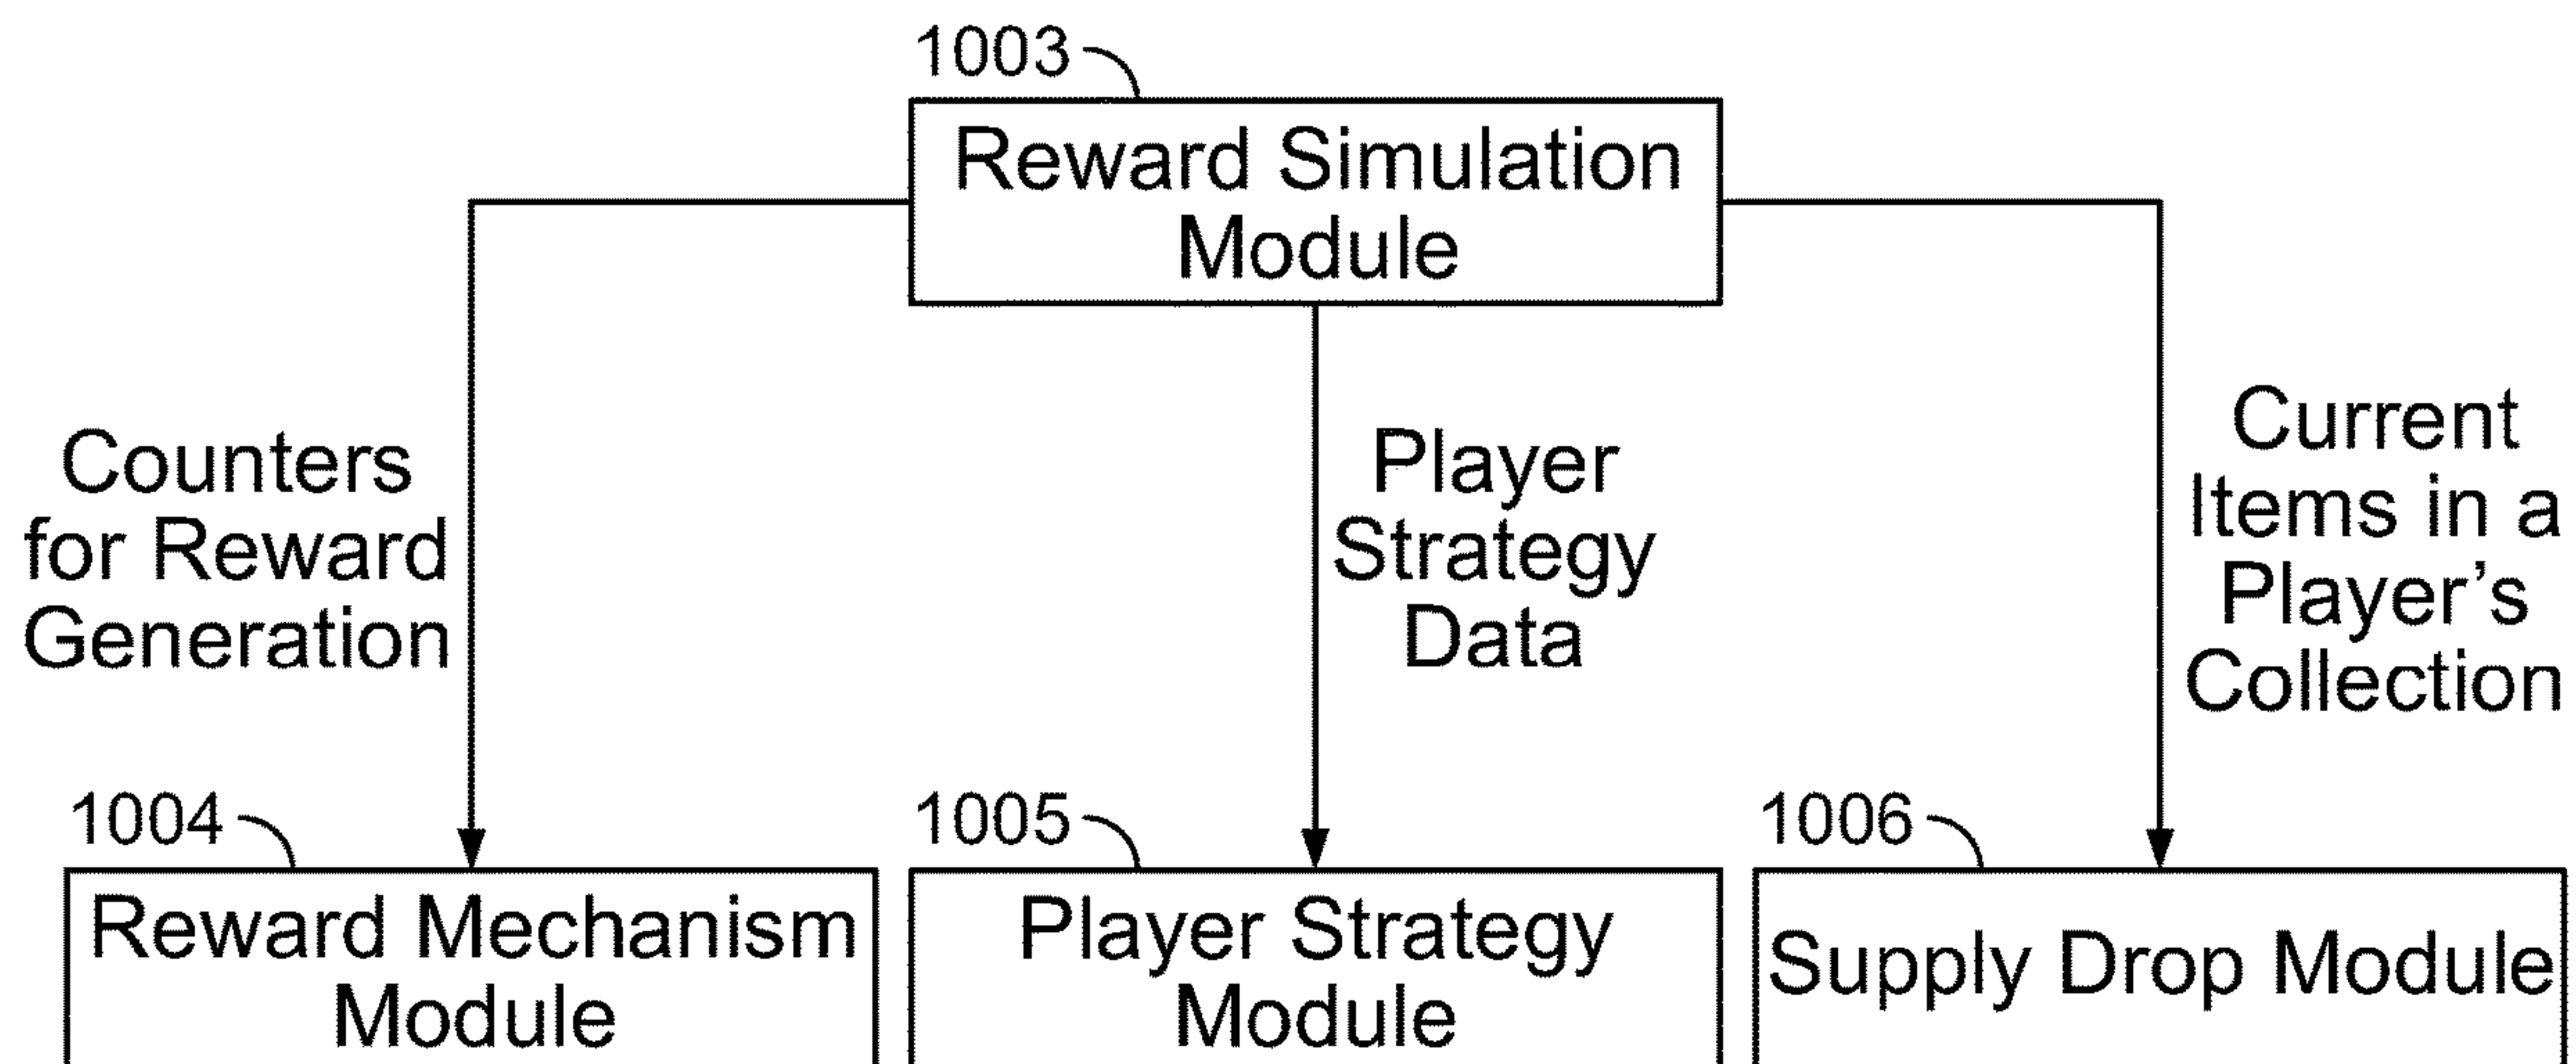 1003
Reward Simulation
Module
Counters
for Reward
Generation
Player
Strategy
Data
Current
Items in a
Player’s
Collection
1004
Reward Mechanism
Module
1005
Player Strategy
Module
1006
Supply Drop Module